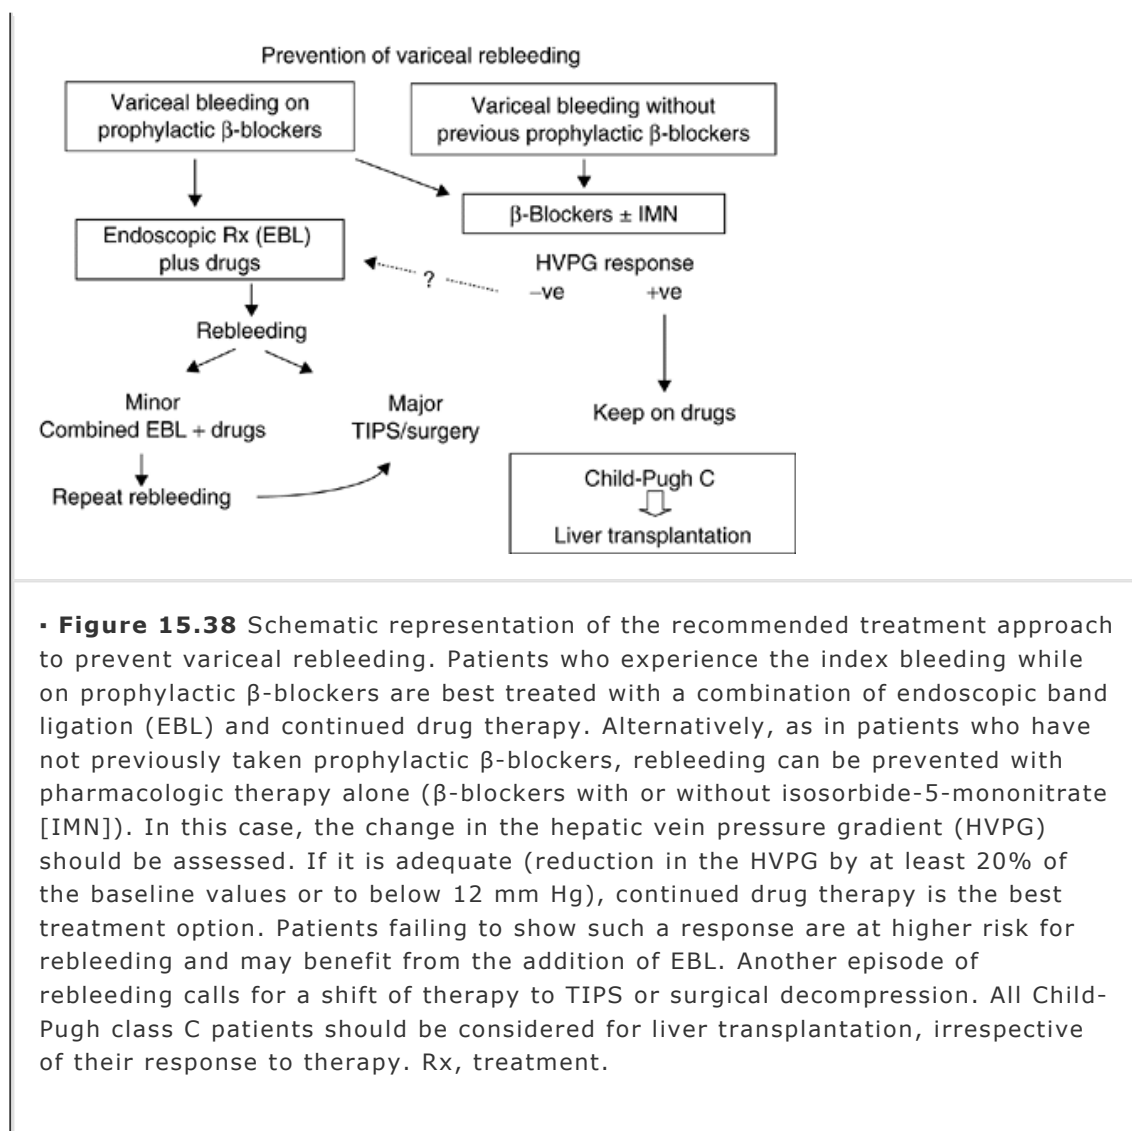 Prevention of variceal rebleeding
Variceal bleeding on
prophylactic β-blockers
Variceal bleeding without
previous prophylactic β-blockers
β-Blockers ± IMN
Endoscopic Rx (EBL)
plus drugs
HVPG response
?
–ve
+ve
Rebleeding
Minor
Combined EBL + drugs
Major
TIPS/surgery
Keep on drugs
Repeat rebleeding
Child-Pugh C
Liver transplantation
· Figure 15.38 Schematic representation of the recommended treatment approach
to prevent variceal rebleeding. Patients who experience the index bleeding while
on prophylactic β-blockers are best treated with a combination of endoscopic band
ligation (EBL) and continued drug therapy. Alternatively, as in patients who have
not previously taken prophylactic β-blockers, rebleeding can be prevented with
pharmacologic therapy alone (β-blockers with or without isosorbide-5-mononitrate
[IMN]). In this case, the change in the hepatic vein pressure gradient (HVPG)
should be assessed. If it is adequate (reduction in the HVPG by at least 20% of
the baseline values or to below 12 mm Hg), continued drug therapy is the best
treatment option. Patients failing to show such a response are at higher risk for
rebleeding and may benefit from the addition of EBL. Another episode of
rebleeding calls for a shift of therapy to TIPS or surgical decompression. All Child-
Pugh class C patients should be considered for liver transplantation, irrespective
of their response to therapy. Rx, treatment.